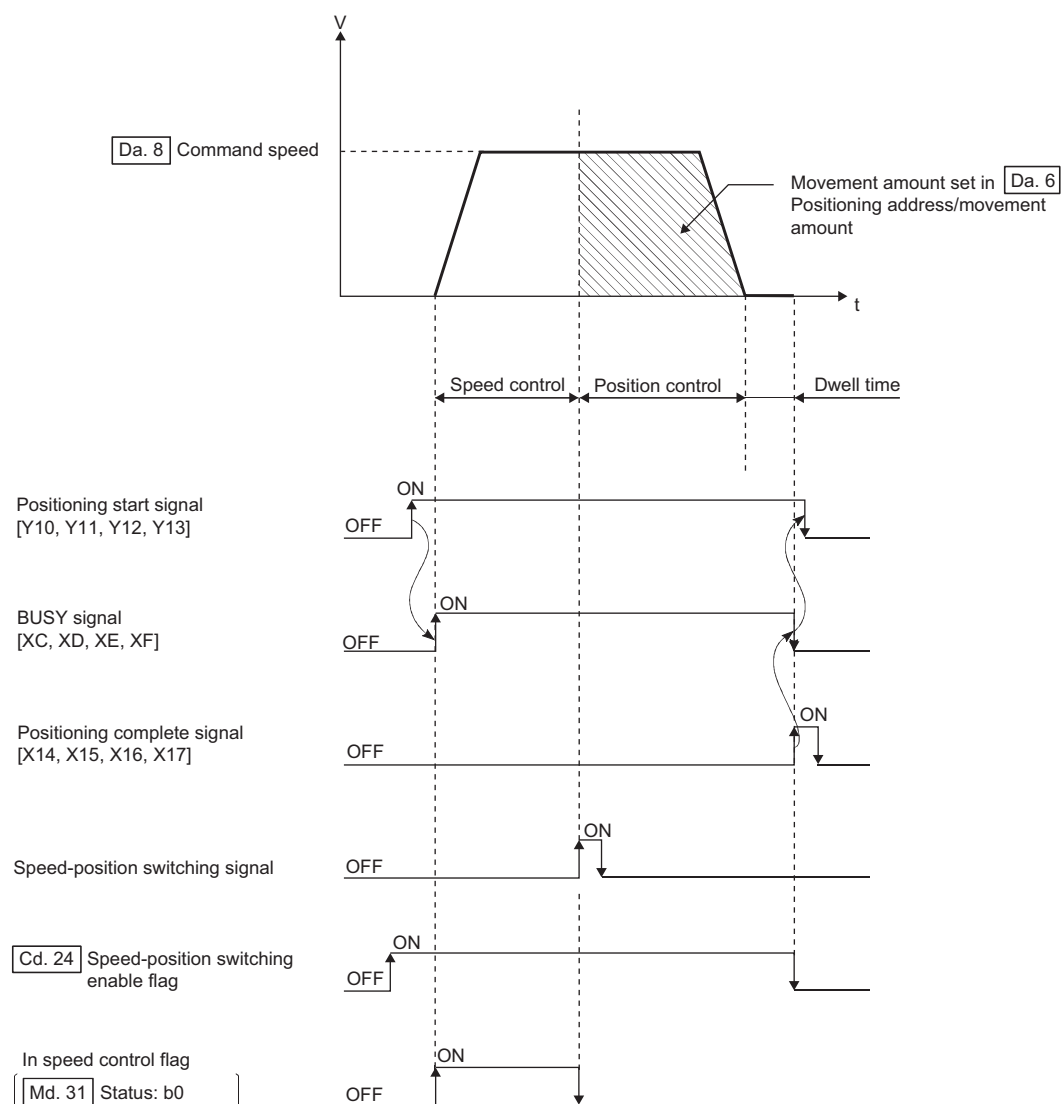 V
Da. 8 Command speed
Movement amount set in Da. 6
Positioning address/movement
amount
t
Speed control Position control Dwell time
ON
Positioning start signal
[Y10, Y11, Y12, Y13]
OFF
ON
BUSY signal
[XC, XD, XE, XF]
OFF
ON
Positioning complete signal
[X14, X15, X16, X17]
OFF
ON
Speed-position switching signal
OFF
ON
Cd. 24 Speed-position switching
enable flag
OFF
In speed control flag
ON
Md. 31 Status: b0
OFF